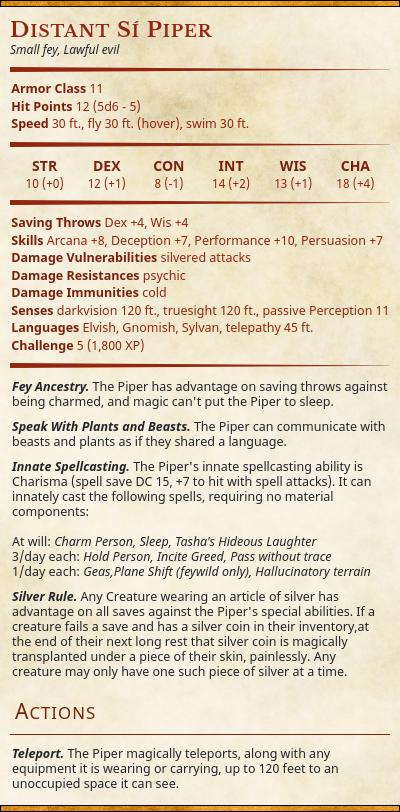 Distant Sí Piper
Small fey, Lawful evil
Armor Class 11
Hit Points 12 (5d6 - 5)
Speed 30 ft., fly 30 ft. (hover), swim 30 ft.
STR DEX CON INT WIS CHA
10 (+0) 12 (+1) 8 (-1) 14 (+2) 13 (+1) 18 (+4)
Saving Throws Dex +4, Wis +4
Skills Arcana +8, Deception +7, Performance +10, Persuasion +7
Damage Vulnerabilities silvered attacks
Damage Resistances psychic
Damage Immunities cold
Senses darkvision 120 ft., truesight 120 ft., passive Perception 11
Languages Elvish, Gnomish, Sylvan, telepathy 45 ft.
Challenge 5 (1,800 XP)
Fey Ancestry. The Piper has advantage on saving throws against
being charmed, and magic can't put the Piper to sleep.
Speak With Plants and Beasts. The Piper can communicate with
beasts and plants as if they shared a language.
Innate Spellcasting. The Piper's innate spellcasting ability is
Charisma (spell save DC 15, +7 to hit with spell attacks). It can
innately cast the following spells, requiring no material
components:
At will: Charm Person, Sleep, Tasha's Hideous Laughter
3/day each: Hold Person, Incite Greed, Pass without trace
1/day each: Geas,Plane Shift (feywild only), Hallucinatory terrain
Silver Rule. Any Creature wearing an article of silver has
advantage on all saves against the Piper's special abilities. If a
creature fails a save and has a silver coin in their inventory,at
the end of their next long rest that silver coin is magically
transplanted under a piece of their skin, painlessly. Any
creature may only have one such piece of silver at a time.
Actions
Teleport. The Piper magically teleports, along with any
equipment it is wearing or carrying, up to 120 feet to an
unoccupied space it can see.